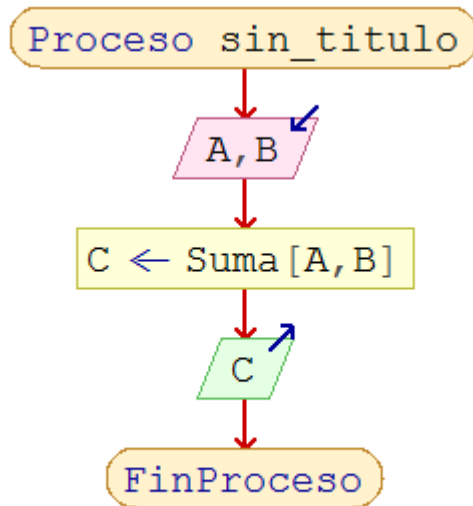 Proceso sin_titulo
A,B
C ← Suma[A,B]
C
FinProceso